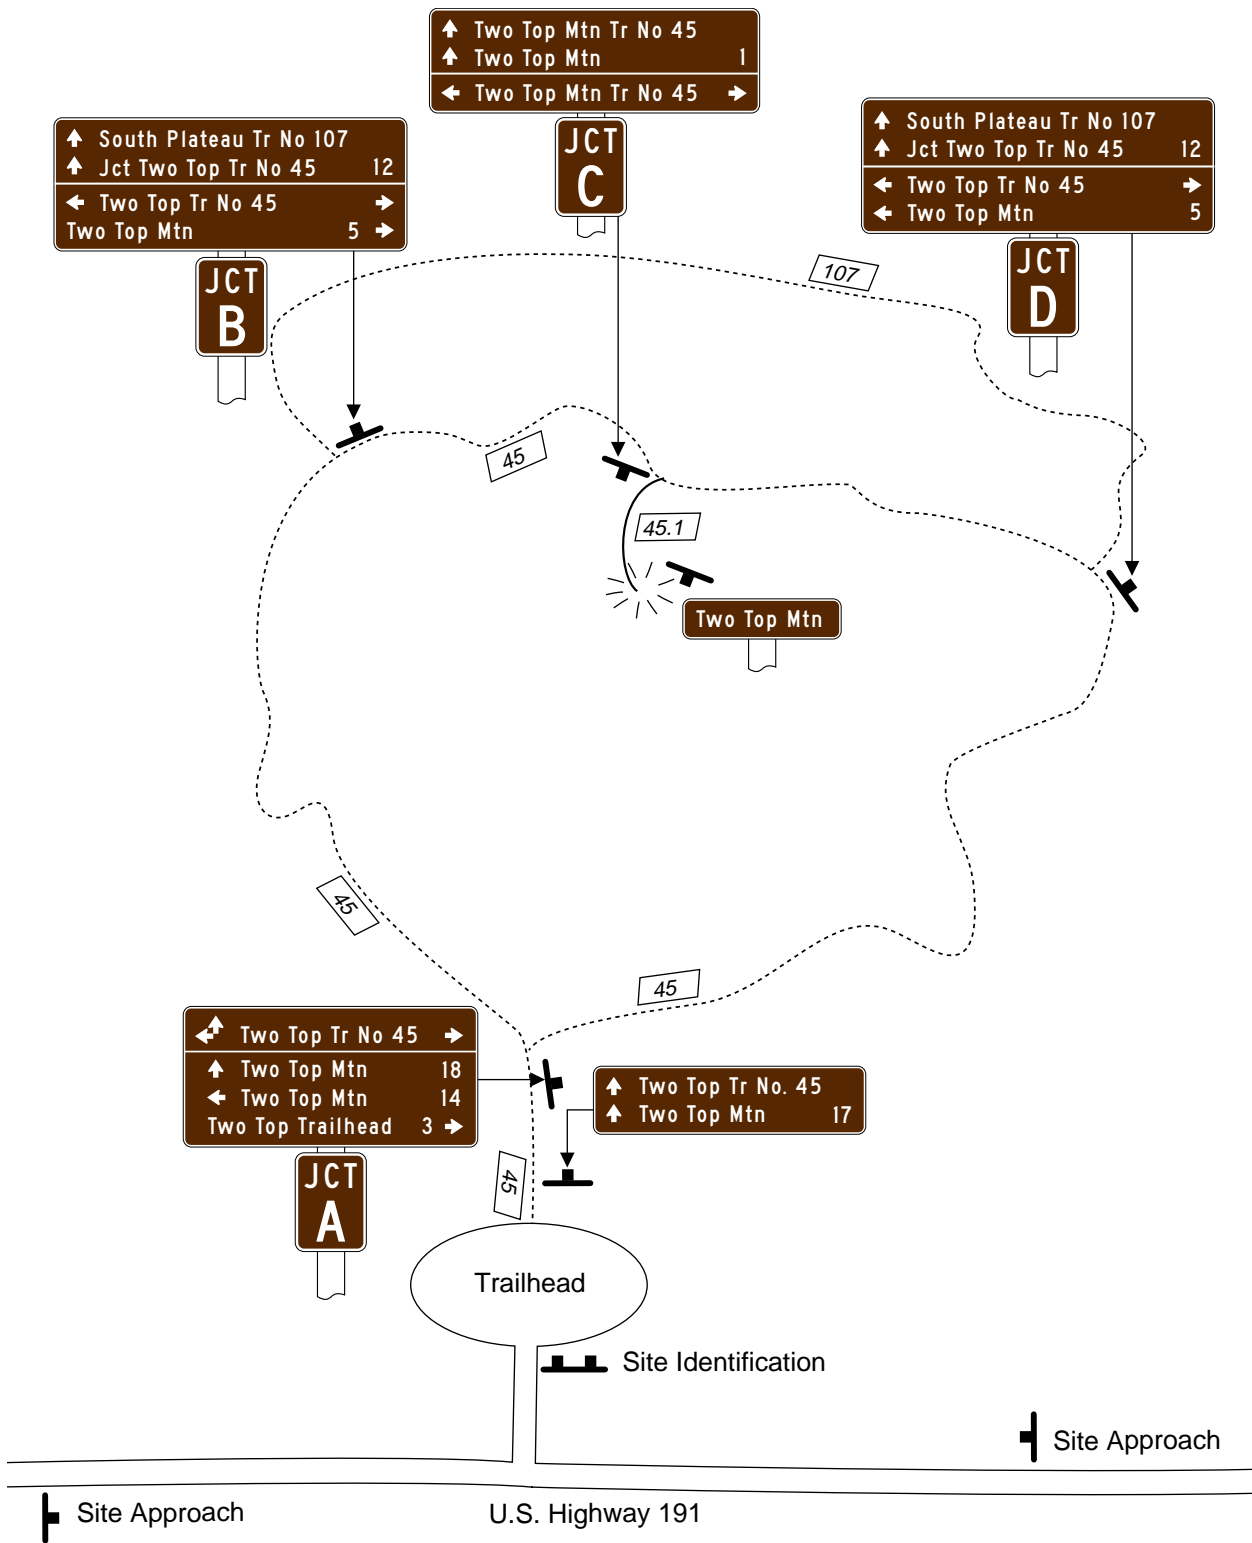 Two Top Mtn Tr No 45
Two Top Mtn 1
Two Top Mtn Tr No 45
JCT
C
South Plateau Tr No 107
Jct Two Top Tr No 45 12
Two Top Tr No 45
Two Top Mtn 5
JCT
B
South Plateau Tr No 107
Jct Two Top Tr No 45 12
Two Top Tr No 45
Two Top Mtn 5
JCT
D
107
45
45.1
Two Top Mtn
45
45
Two Top Tr No 45
Two Top Mtn 18
Two Top Mtn 14
Two Top Trailhead 3
JCT
A
Two Top Tr No. 45
Two Top Mtn 17
45
Trailhead
Site Identification
Site Approach
Site Approach
U.S. Highway 191